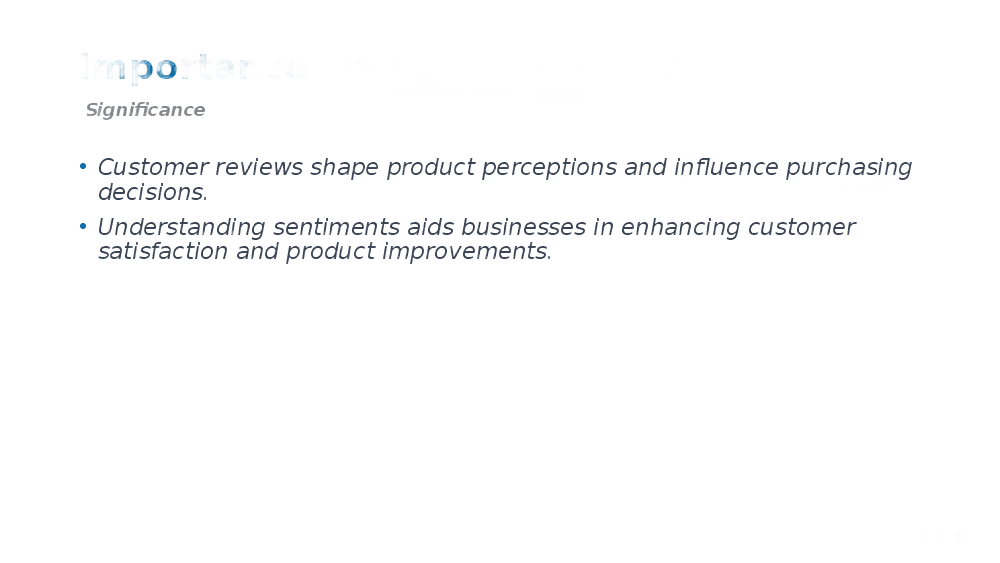 Importance
Significance
• Customer reviews shape product perceptions and influence purchasing
decisions.
• Understanding sentiments aids businesses in enhancing customer
satisfaction and product improvements.